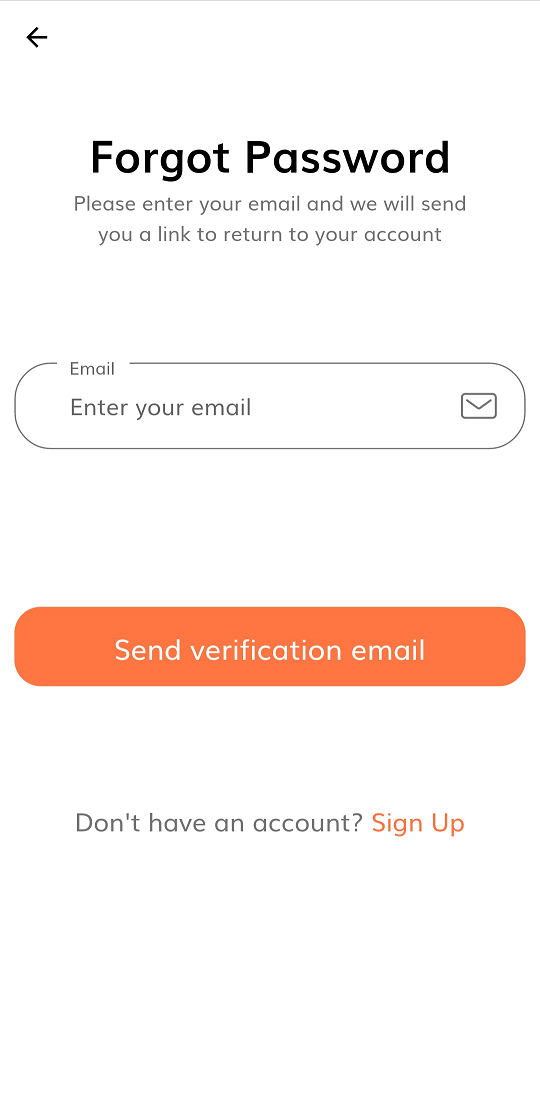 Forgot Password
Please enter your email and we will send
you a link to return to your account
Email
Enter your email
Send verification email
Don't have an account? Sign Up